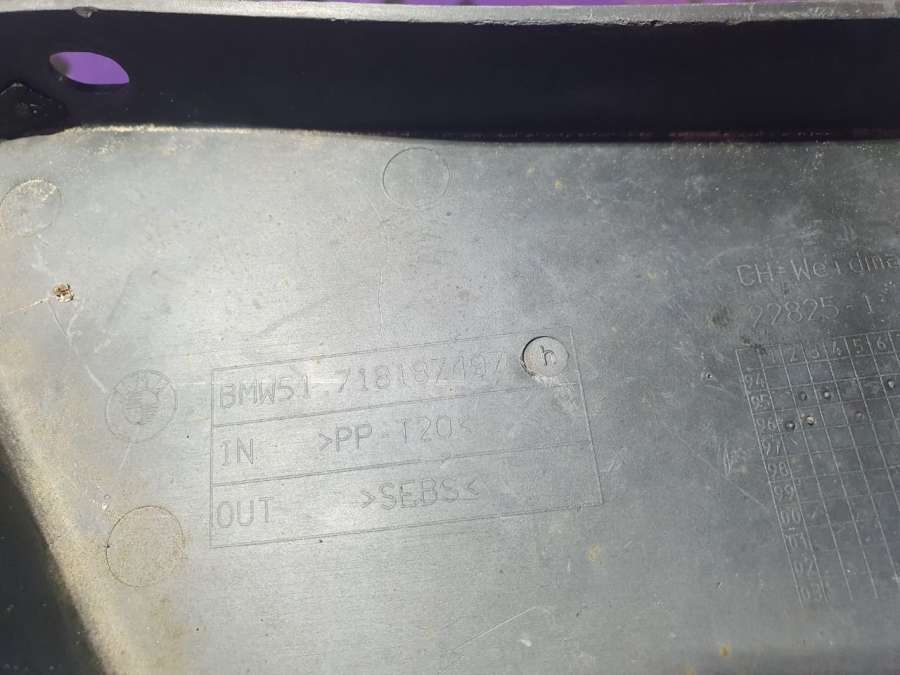 BMW51.718182497 h
IN >PP-T20<
OUT >SEBS<
CH-Weidma
22825-1
1 2 3 4 5 6
94
95
96
97
98
99
00
01
02
03